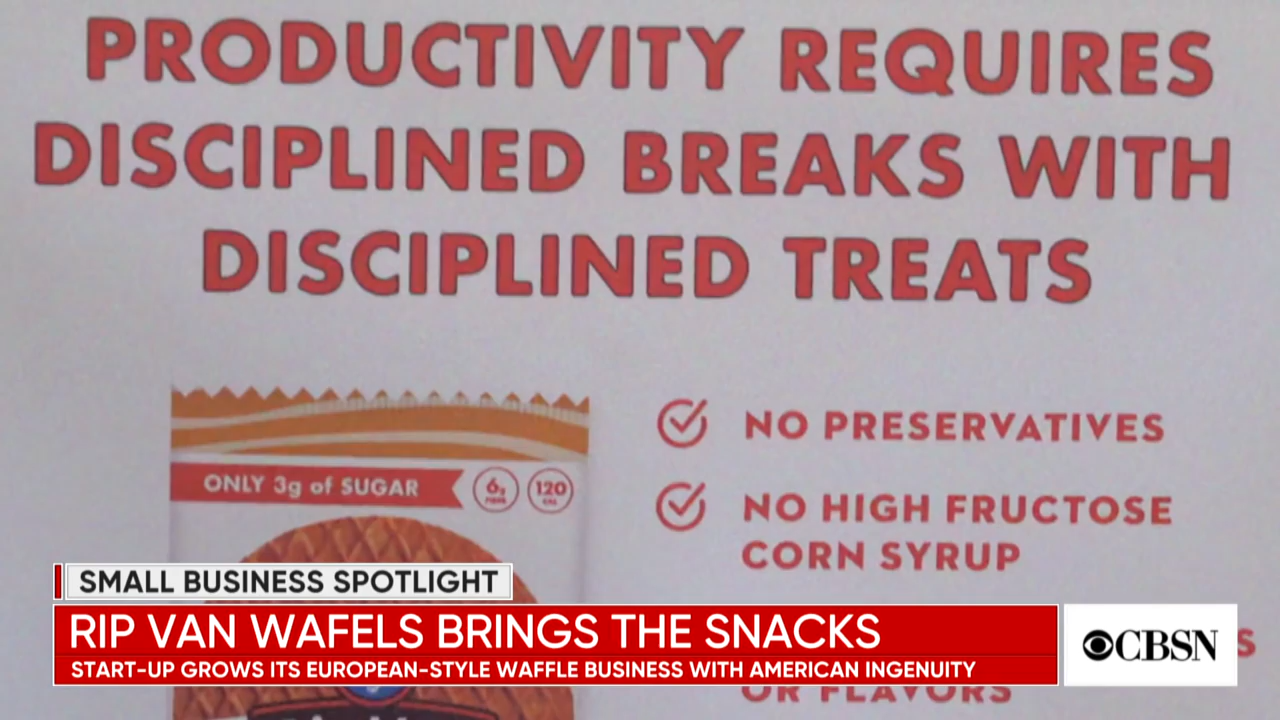 PRODUCTIVITY REQUIRES
DISCIPLINED BREAKS WITH
DISCIPLINED TREATS
ONLY 3g of SUGAR
6g
120
NO PRESERVATIVES
NO HIGH FRUCTOSE
CORN SYRUP
OR FLAVORS
SMALL BUSINESS SPOTLIGHT
RIP VAN WAFELS BRINGS THE SNACKS
START-UP GROWS ITS EUROPEAN-STYLE WAFFLE BUSINESS WITH AMERICAN INGENUITY
CBSN